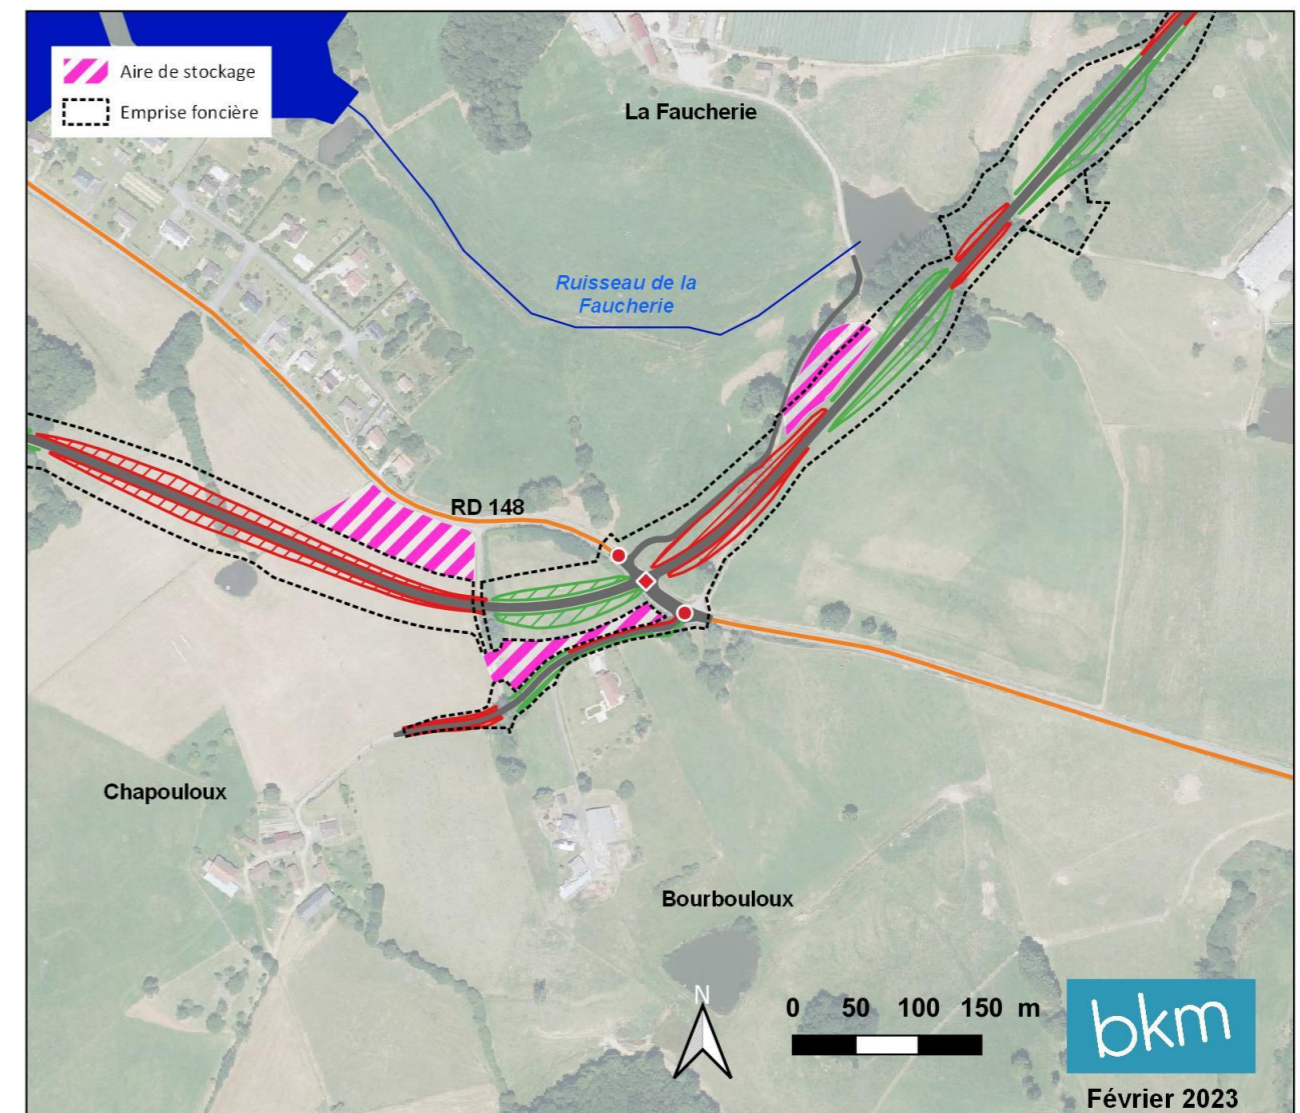 Aire de stockage
Emprise foncière
La Faucherie
Ruisseau de la
Faucherie
RD 148
Chapouloux
Bourbouloux
N
0 50 100 150 m
bkm
Février 2023